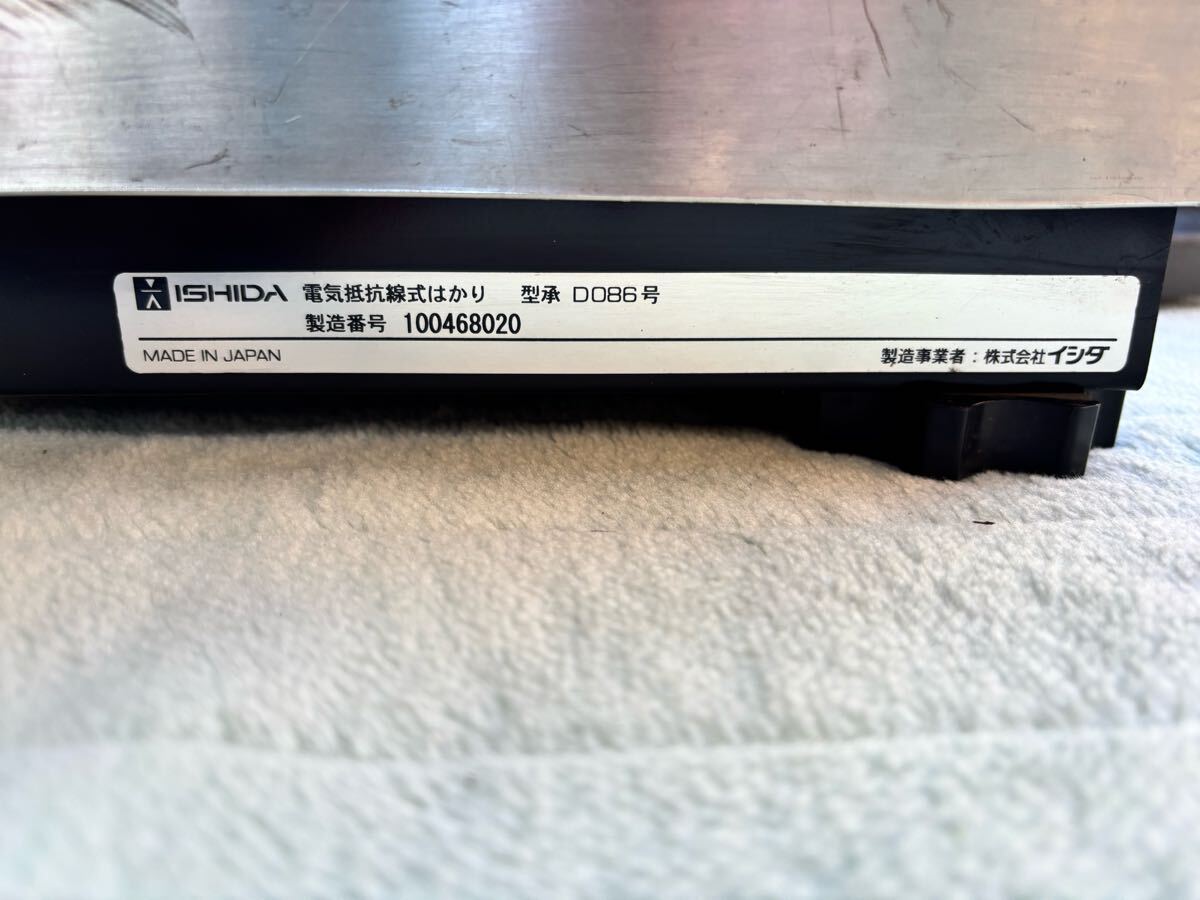 ISHIDA 電気抵抗線式はかり 型承 D086号
製造番号 100468020
MADE IN JAPAN 製造事業者：株式会社イシダ